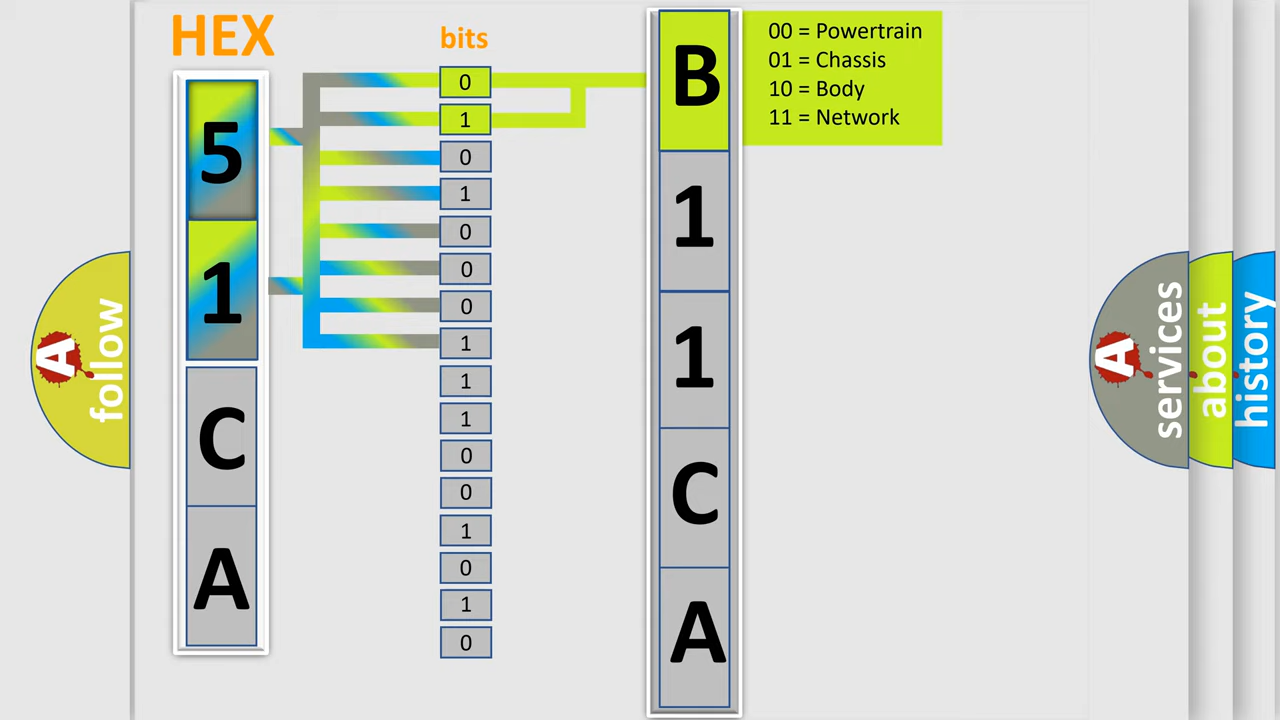 HEX
5
1
C
A
bits
0
1
0
1
0
0
0
1
1
1
0
0
1
0
1
0
B
1
1
C
A
00 = Powertrain
01 = Chassis
10 = Body
11 = Network
A
follow
A
services
about
history